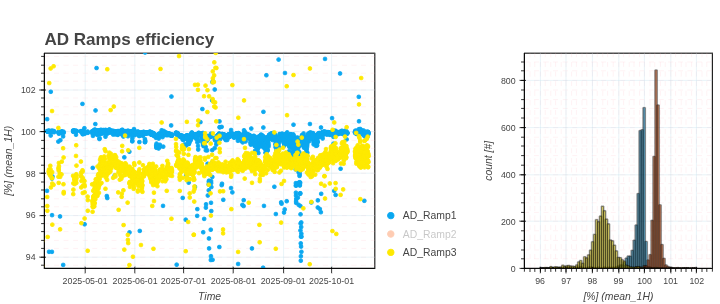 AD Ramps efficiency
[%] (mean_1H)
102
100
98
96
94
2025-05-01
2025-06-01
2025-07-01
2025-08-01
2025-09-01
2025-10-01
Time
AD_Ramp1
AD_Ramp2
AD_Ramp3
count [#]
800
600
400
200
0
96
97
98
99
100
101
102
[%] (mean_1H)